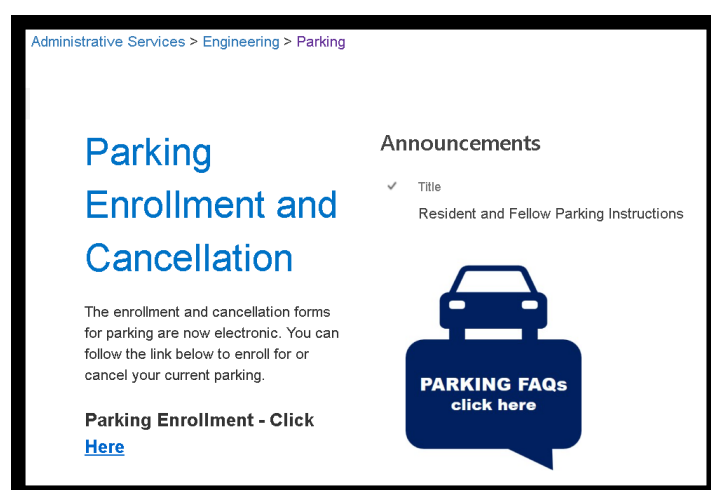 Administrative Services > Engineering > Parking
Parking
Enrollment and
Cancellation
The enrollment and cancellation forms
for parking are now electronic. You can
follow the link below to enroll for or
cancel your current parking.
Parking Enrollment - Click
Here
Announcements
Title
Resident and Fellow Parking Instructions
PARKING FAQs
click here